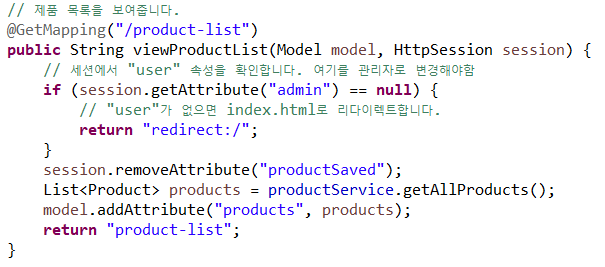 // 제품 목록을 보여줍니다.
@GetMapping("/product-list")
public String viewProductList(Model model, HttpSession session) {
    // 세션에서 "user" 속성을 확인합니다. 여기를 관리자로 변경해야함
    if (session.getAttribute("admin") == null) {
        // "user"가 없으면 index.html로 리다이렉트합니다.
        return "redirect:/";
    }
    session.removeAttribute("productSaved");
    List<Product> products = productService.getAllProducts();
    model.addAttribute("products", products);
    return "product-list";
}